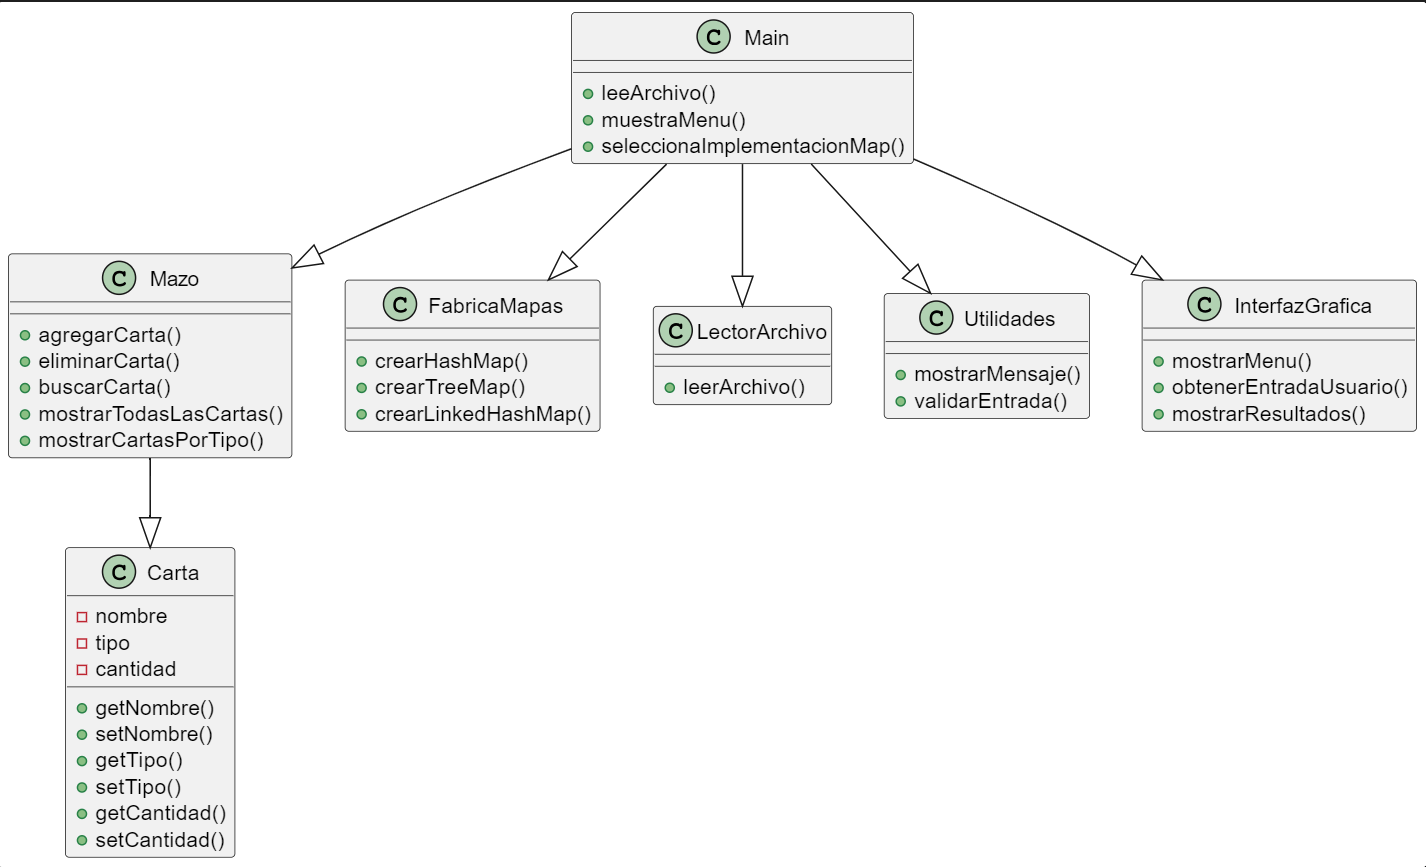 C Main
leeArchivo()
muestraMenu()
seleccionaImplementacionMap()
C Mazo
agregarCarta()
eliminarCarta()
buscarCarta()
mostrarTodasLasCartas()
mostrarCartasPorTipo()
C FabricaMapas
crearHashMap()
crearTreeMap()
crearLinkedHashMap()
C LectorArchivo
leerArchivo()
C Utilidades
mostrarMensaje()
validarEntrada()
C InterfazGrafica
mostrarMenu()
obtenerEntradaUsuario()
mostrarResultados()
C Carta
nombre
tipo
cantidad
getNombre()
setNombre()
getTipo()
setTipo()
getCantidad()
setCantidad()